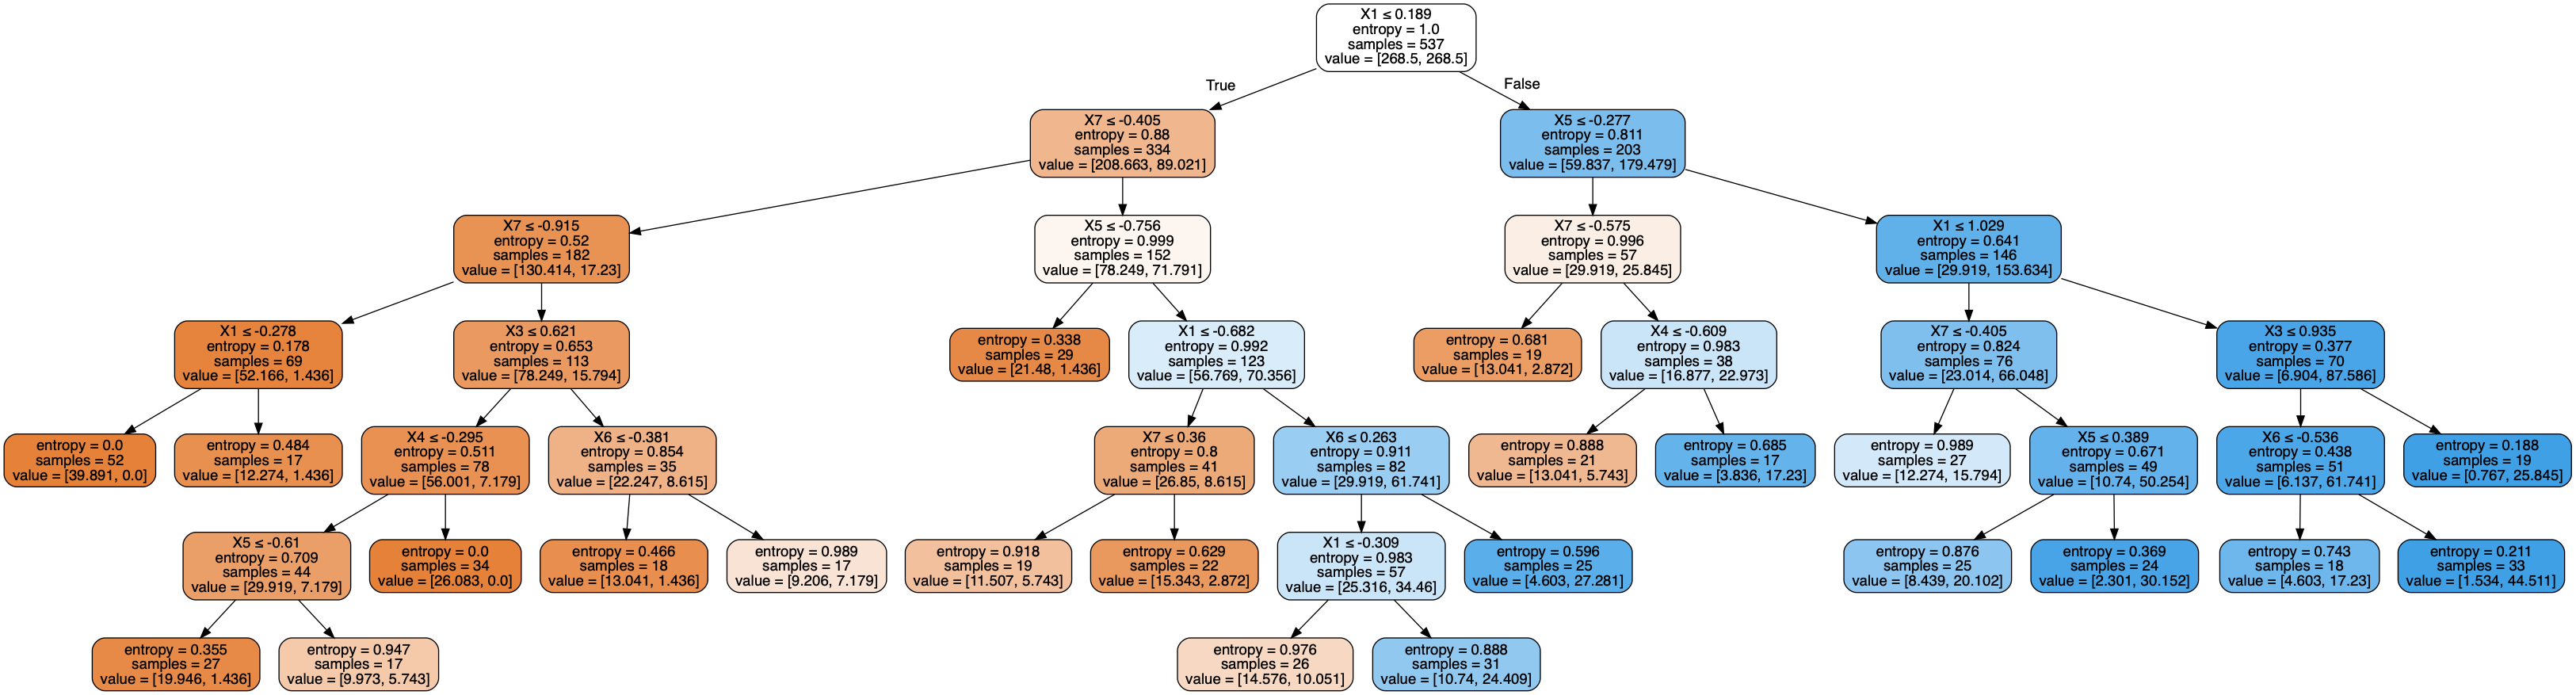 X1 ≤ 0.189
entropy = 1.0
samples = 537
value = [268.5, 268.5]
True
False
X7 ≤ -0.405
entropy = 0.88
samples = 334
value = [208.663, 89.021]
X5 ≤ -0.277
entropy = 0.811
samples = 203
value = [59.837, 179.479]
X7 ≤ -0.915
entropy = 0.52
samples = 182
value = [130.414, 17.23]
X5 ≤ -0.756
entropy = 0.999
samples = 152
value = [78.249, 71.791]
X7 ≤ -0.575
entropy = 0.996
samples = 57
value = [29.919, 25.845]
X1 ≤ 1.029
entropy = 0.641
samples = 146
value = [29.919, 153.634]
X1 ≤ -0.278
entropy = 0.178
samples = 69
value = [52.166, 1.436]
X3 ≤ 0.621
entropy = 0.653
samples = 113
value = [78.249, 15.794]
entropy = 0.338
samples = 29
value = [21.48, 1.436]
X1 ≤ -0.682
entropy = 0.992
samples = 123
value = [56.769, 70.356]
entropy = 0.681
samples = 19
value = [13.041, 2.872]
X4 ≤ -0.609
entropy = 0.983
samples = 38
value = [16.877, 22.973]
X7 ≤ -0.405
entropy = 0.824
samples = 76
value = [23.014, 66.048]
X3 ≤ 0.935
entropy = 0.377
samples = 70
value = [6.904, 87.586]
entropy = 0.0
samples = 52
value = [39.891, 0.0]
entropy = 0.484
samples = 17
value = [12.274, 1.436]
X4 ≤ -0.295
entropy = 0.511
samples = 78
value = [56.001, 7.179]
X6 ≤ -0.381
entropy = 0.854
samples = 35
value = [22.247, 8.615]
X7 ≤ 0.36
entropy = 0.8
samples = 41
value = [26.85, 8.615]
X6 ≤ 0.263
entropy = 0.911
samples = 82
value = [29.919, 61.741]
entropy = 0.888
samples = 21
value = [13.041, 5.743]
entropy = 0.685
samples = 17
value = [3.836, 17.23]
entropy = 0.989
samples = 27
value = [12.274, 15.794]
X5 ≤ 0.389
entropy = 0.671
samples = 49
value = [10.74, 50.254]
X6 ≤ -0.536
entropy = 0.438
samples = 51
value = [6.137, 61.741]
entropy = 0.188
samples = 19
value = [0.767, 25.845]
X5 ≤ -0.61
entropy = 0.709
samples = 44
value = [29.919, 7.179]
entropy = 0.0
samples = 34
value = [26.083, 0.0]
entropy = 0.466
samples = 18
value = [13.041, 1.436]
entropy = 0.989
samples = 17
value = [9.206, 7.179]
entropy = 0.918
samples = 19
value = [11.507, 5.743]
entropy = 0.629
samples = 22
value = [15.343, 2.872]
X1 ≤ -0.309
entropy = 0.983
samples = 57
value = [25.316, 34.46]
entropy = 0.596
samples = 25
value = [4.603, 27.281]
entropy = 0.876
samples = 25
value = [8.439, 20.102]
entropy = 0.369
samples = 24
value = [2.301, 30.152]
entropy = 0.743
samples = 18
value = [4.603, 17.23]
entropy = 0.211
samples = 33
value = [1.534, 44.511]
entropy = 0.355
samples = 27
value = [19.946, 1.436]
entropy = 0.947
samples = 17
value = [9.973, 5.743]
entropy = 0.976
samples = 26
value = [14.576, 10.051]
entropy = 0.888
samples = 31
value = [10.74, 24.409]